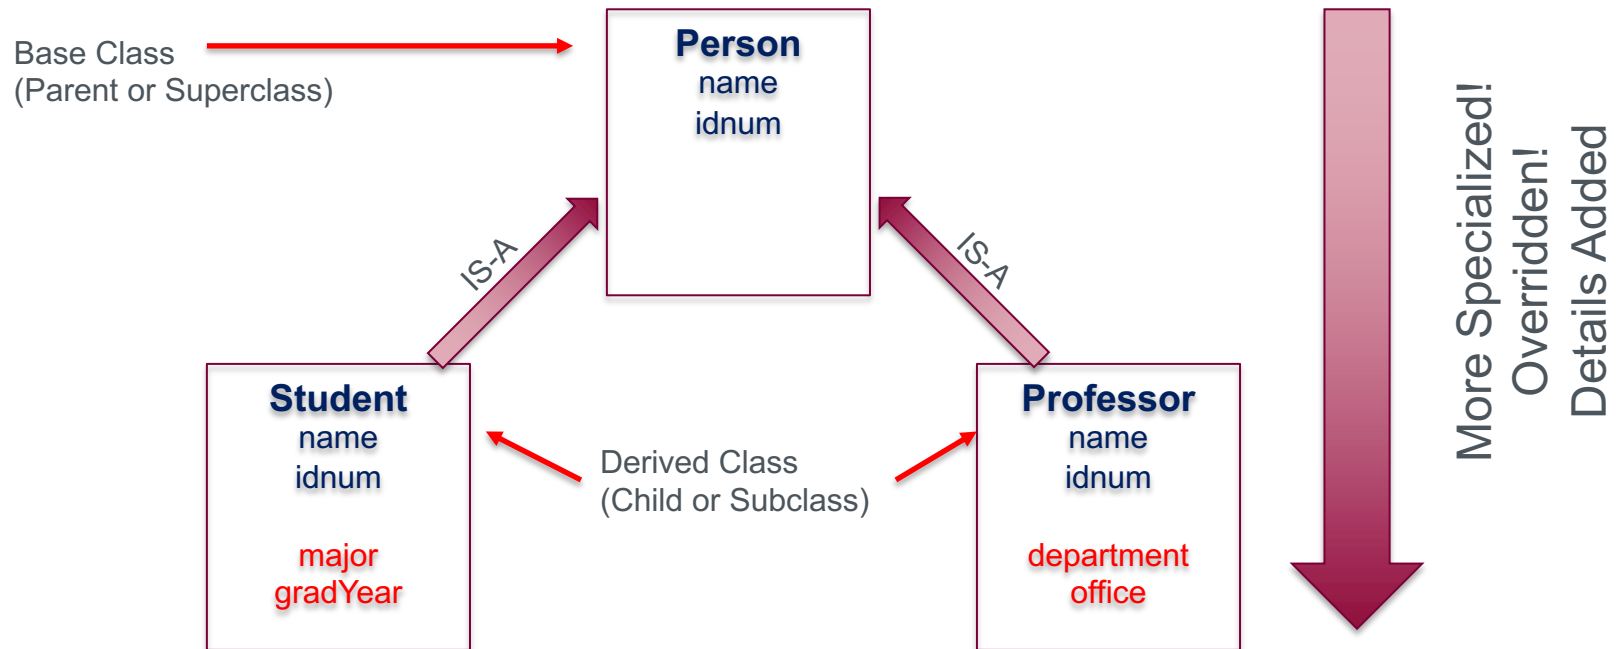 Base Class
(Parent or Superclass)
Person
name
idnum
IS-A
IS-A
Student
name
idnum
major
gradYear
Derived Class
(Child or Subclass)
Professor
name
idnum
department
office
More Specialized!
Overridden!
Details Added